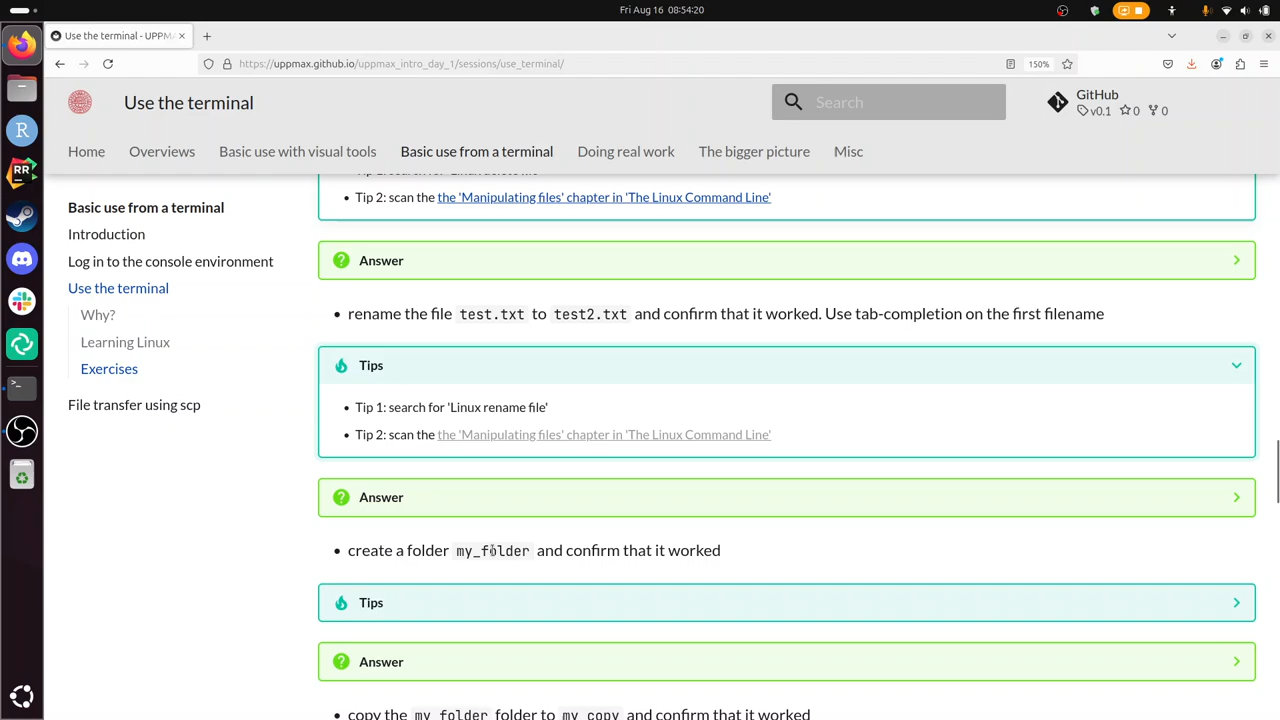 Fri Aug 16 08:54:20
Use the terminal - UPPMA
https://uppmax.github.io/uppmax_intro_day_1/sessions/use_terminal/
150%
Use the terminal
Search
GitHub
v0.1 0 0
Home Overviews Basic use with visual tools Basic use from a terminal Doing real work The bigger picture Misc
Basic use from a terminal
Introduction
Log in to the console environment
Use the terminal
Why?
Learning Linux
Exercises
File transfer using scp
• Tip 2: scan the the 'Manipulating files' chapter in 'The Linux Command Line'
Answer
• rename the file test.txt to test2.txt and confirm that it worked. Use tab-completion on the first filename
Tips
• Tip 1: search for 'Linux rename file'
• Tip 2: scan the the 'Manipulating files' chapter in 'The Linux Command Line'
Answer
• create a folder my_folder and confirm that it worked
Tips
Answer
• copy the my_folder folder to my_copy and confirm that it worked